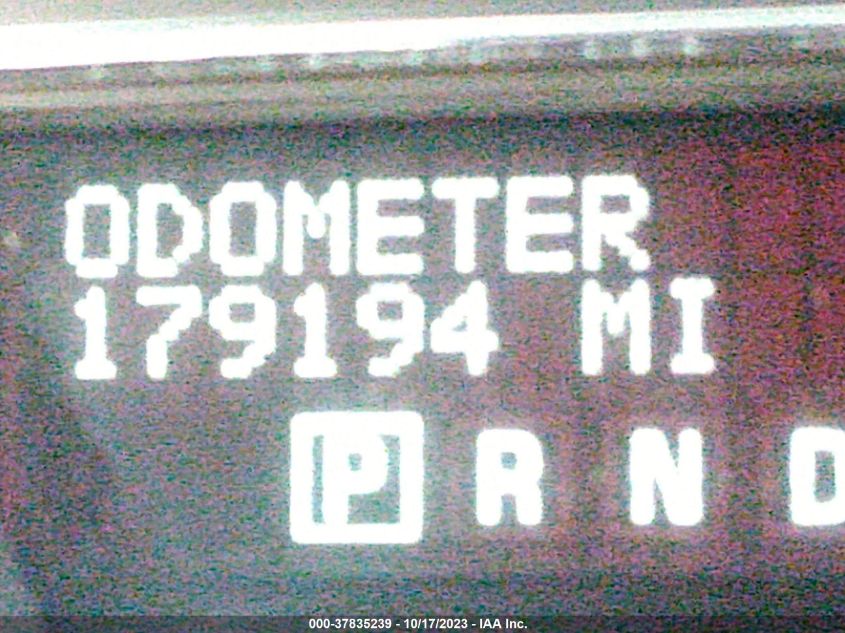 ODOMETER
179194 MI
P R N D
000-37835239 - 10/17/2023 - IAA Inc.